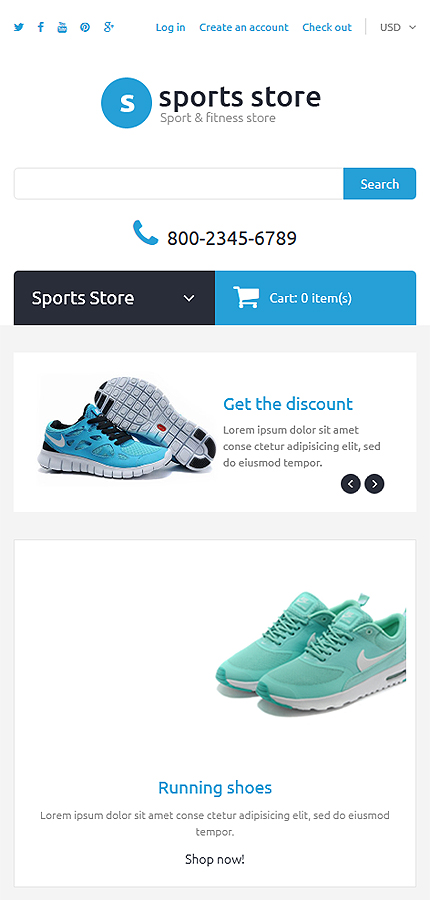 Log in Create an account Check out USD
s sports store
Sport & fitness store
Search
800-2345-6789
Sports Store
Cart: 0 item(s)
Get the discount
Lorem ipsum dolor sit amet
conse ctetur adipisicing elit, sed
do eiusmod tempor.
Running shoes
Lorem ipsum dolor sit amet conse ctetur adipisicing elit, sed do eiusmod
tempor.
Shop now!